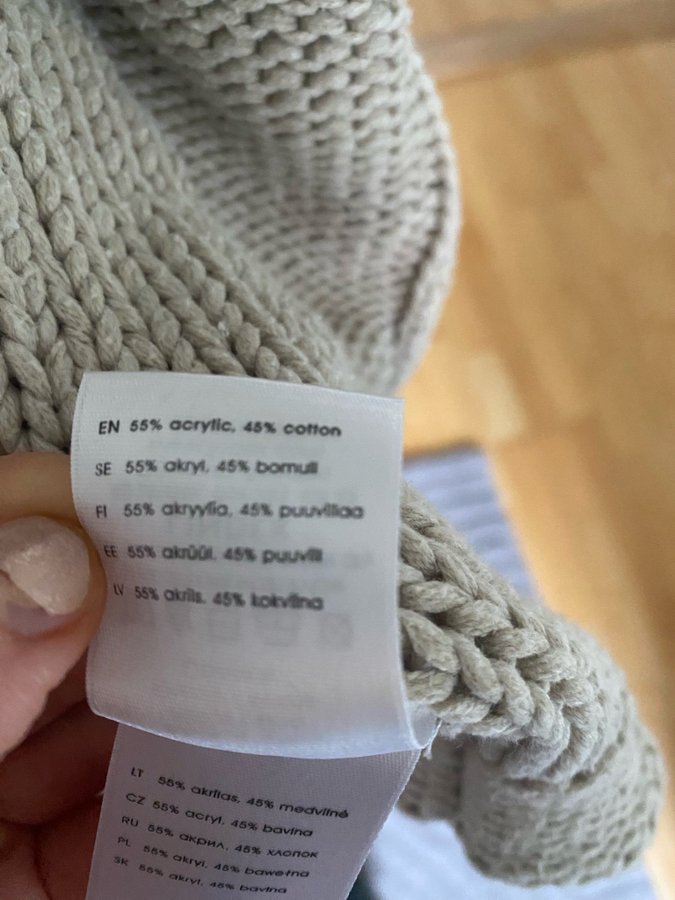 EN 55% acrylic, 45% cotton
SE 55% akryl, 45% bomull
FI 55% akryylia, 45% puuvillaa
EE 55% akrüül, 45% puuvill
LV 55% akrils, 45% kokvilna
LT 55% akrilas, 45% medvilnė
CZ 55% acryl, 45% bavlna
RU 55% акрил, 45% хлопок
PL 55% akryl, 45% bawełna
SK 55% akryl, 45% bavlna